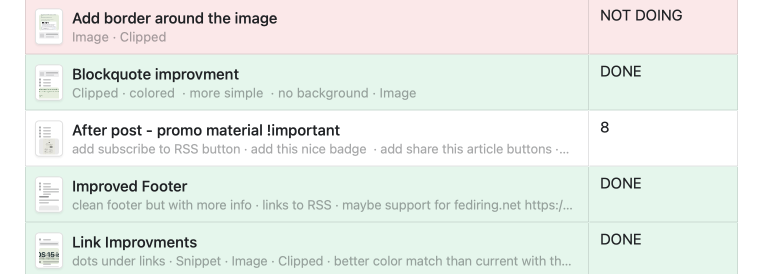 Add border around the image
NOT DOING
Image · Clipped
Blockquote improvment
DONE
Clipped · colored · more simple · no background · Image
After post - promo material !important
8
add subscribe to RSS button · add this nice badge · add share this article buttons ·...
Improved Footer
DONE
clean footer but with more info · links to RSS · maybe support for fediring.net https:/...
Link Improvments
DONE
dots under links · Snippet · Image · Clipped · better color match than current with th...